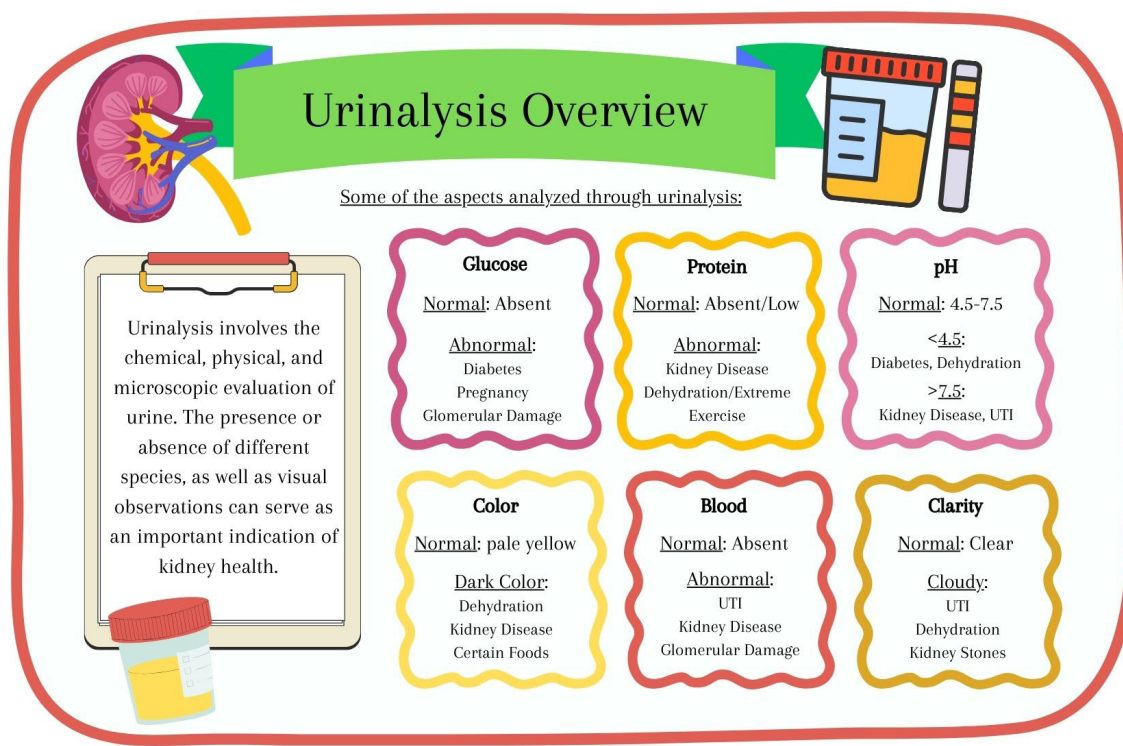 Urinalysis Overview
Some of the aspects analyzed through urinalysis:
Urinalysis involves the
chemical, physical, and
microscopic evaluation of
urine. The presence or
absence of different
species, as well as visual
observations can serve as
an important indication of
kidney health.
Glucose
Normal: Absent
Abnormal:
Diabetes
Pregnancy
Glomerular Damage
Protein
Normal: Absent/Low
Abnormal:
Kidney Disease
Dehydration/Extreme
Exercise
pH
Normal: 4.5-7.5
<4.5:
Diabetes, Dehydration
>7.5:
Kidney Disease, UTI
Color
Normal: pale yellow
Dark Color:
Dehydration
Kidney Disease
Certain Foods
Blood
Normal: Absent
Abnormal:
UTI
Kidney Disease
Glomerular Damage
Clarity
Normal: Clear
Cloudy:
UTI
Dehydration
Kidney Stones